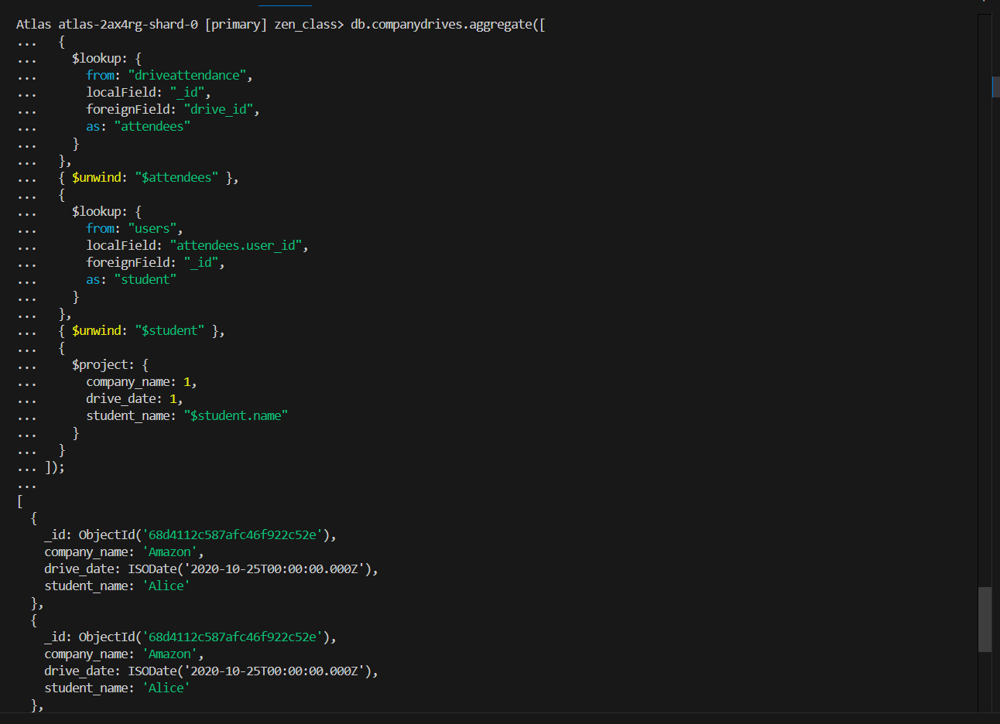 Atlas atlas-2ax4rg-shard-0 [primary] zen_class> db.companydrives.aggregate([
...   {
...     $lookup: {
...       from: "driveattendance",
...       localField: "_id",
...       foreignField: "drive_id",
...       as: "attendees"
...     }
...   },
...   { $unwind: "$attendees" },
...   {
...     $lookup: {
...       from: "users",
...       localField: "attendees.user_id",
...       foreignField: "_id",
...       as: "student"
...     }
...   },
...   { $unwind: "$student" },
...   {
...     $project: {
...       company_name: 1,
...       drive_date: 1,
...       student_name: "$student.name"
...     }
...   }
... ]);
...
[
  {
    _id: ObjectId('68d4112c587afc46f922c52e'),
    company_name: 'Amazon',
    drive_date: ISODate('2020-10-25T00:00:00.000Z'),
    student_name: 'Alice'
  },
  {
    _id: ObjectId('68d4112c587afc46f922c52e'),
    company_name: 'Amazon',
    drive_date: ISODate('2020-10-25T00:00:00.000Z'),
    student_name: 'Alice'
  },